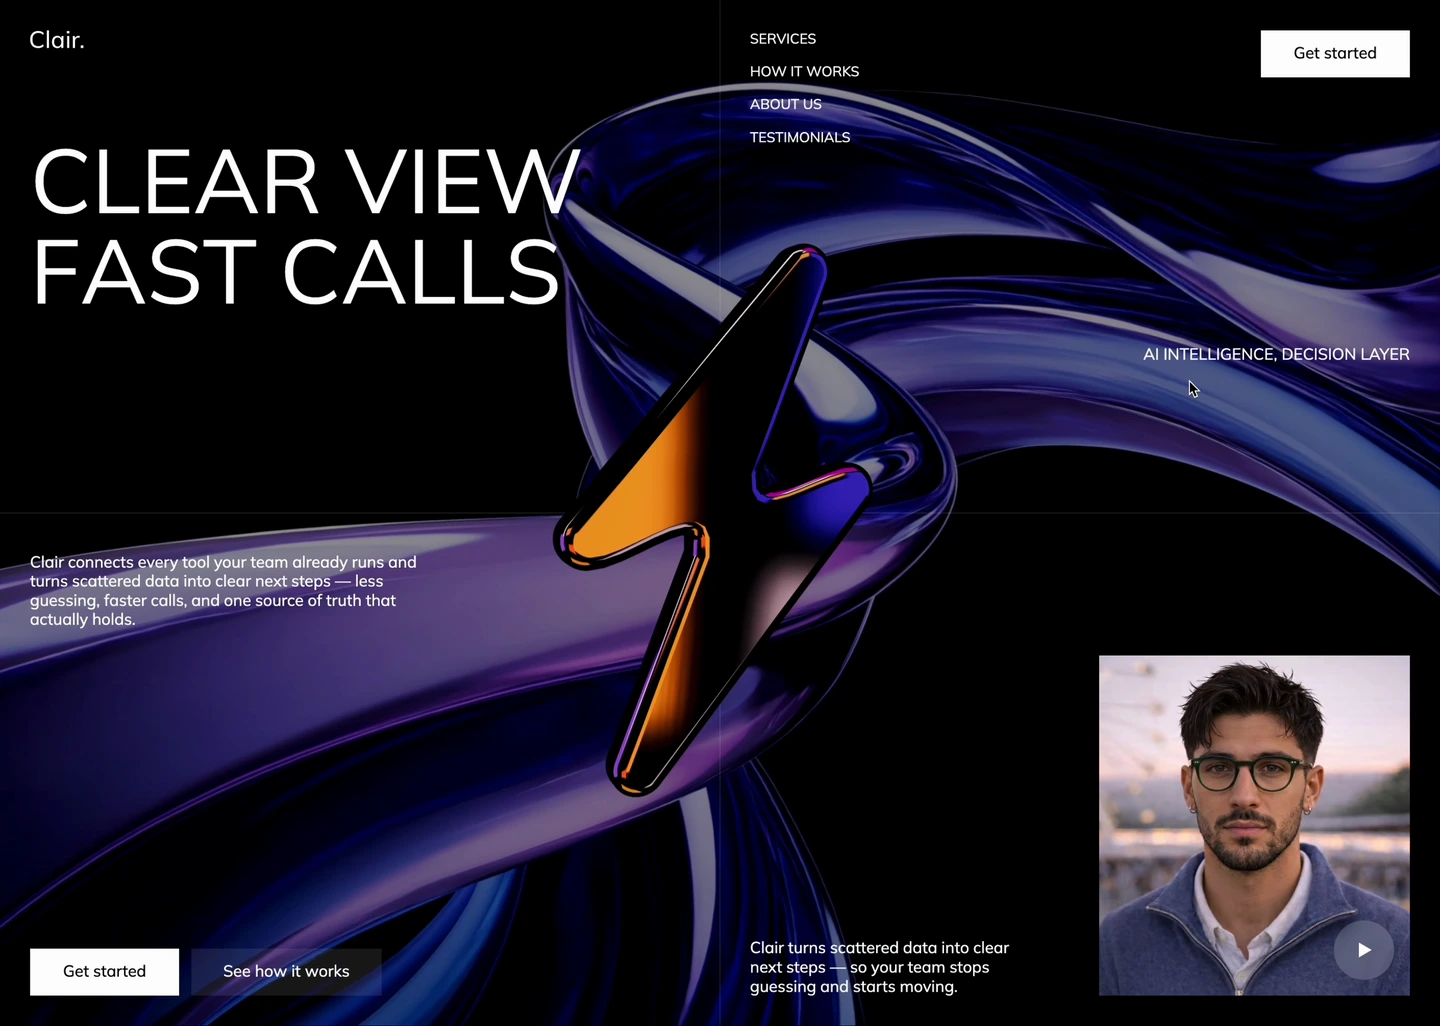 Clair.
SERVICES
HOW IT WORKS
ABOUT US
TESTIMONIALS
Get started
CLEAR VIEW
FAST CALLS
AI INTELLIGENCE, DECISION LAYER
Clair connects every tool your team already runs and
turns scattered data into clear next steps — less
guessing, faster calls, and one source of truth that
actually holds.
Get started
See how it works
Clair turns scattered data into clear
next steps — so your team stops
guessing and starts moving.